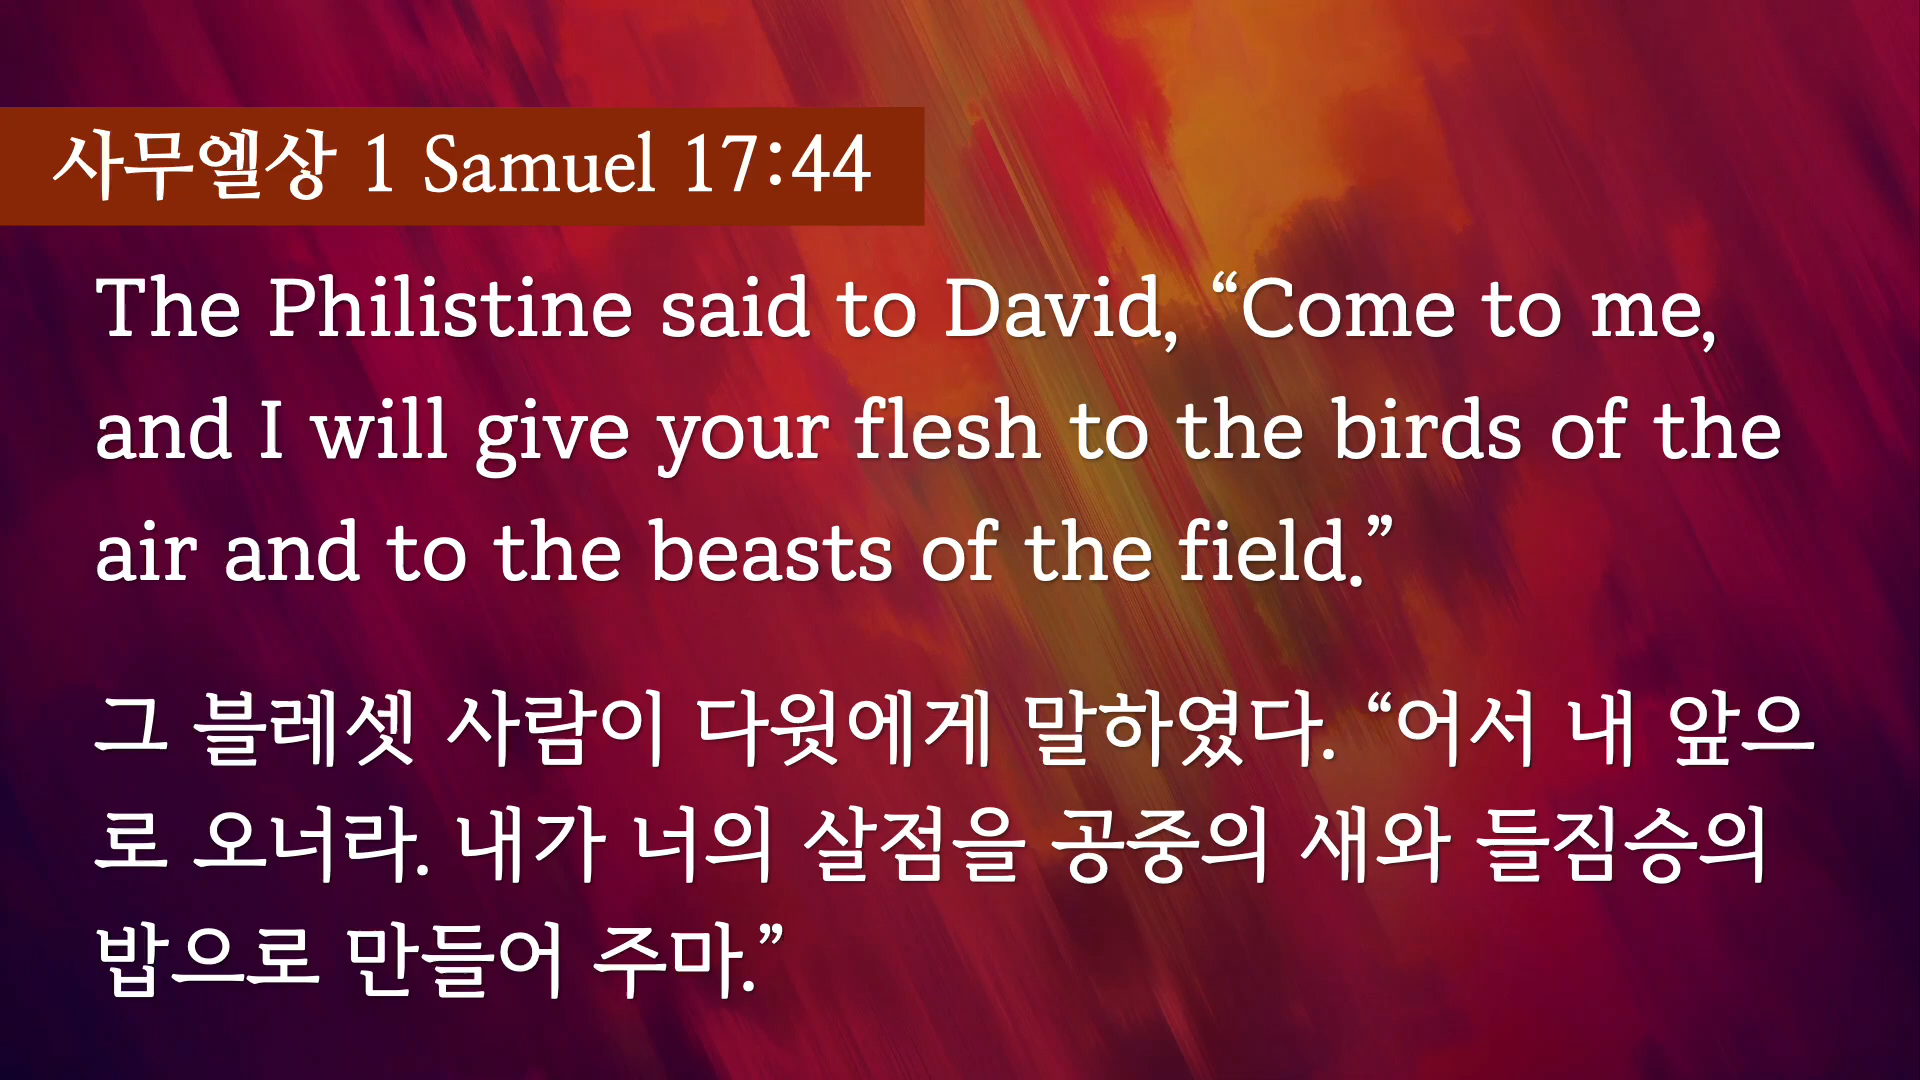 사무엘상 1 Samuel 17:44
The Philistine said to David, “Come to me,
and I will give your flesh to the birds of the
air and to the beasts of the field.”
그 블레셋 사람이 다윗에게 말하였다. “어서 내 앞으
로 오너라. 내가 너의 살점을 공중의 새와 들짐승의
밥으로 만들어 주마.”